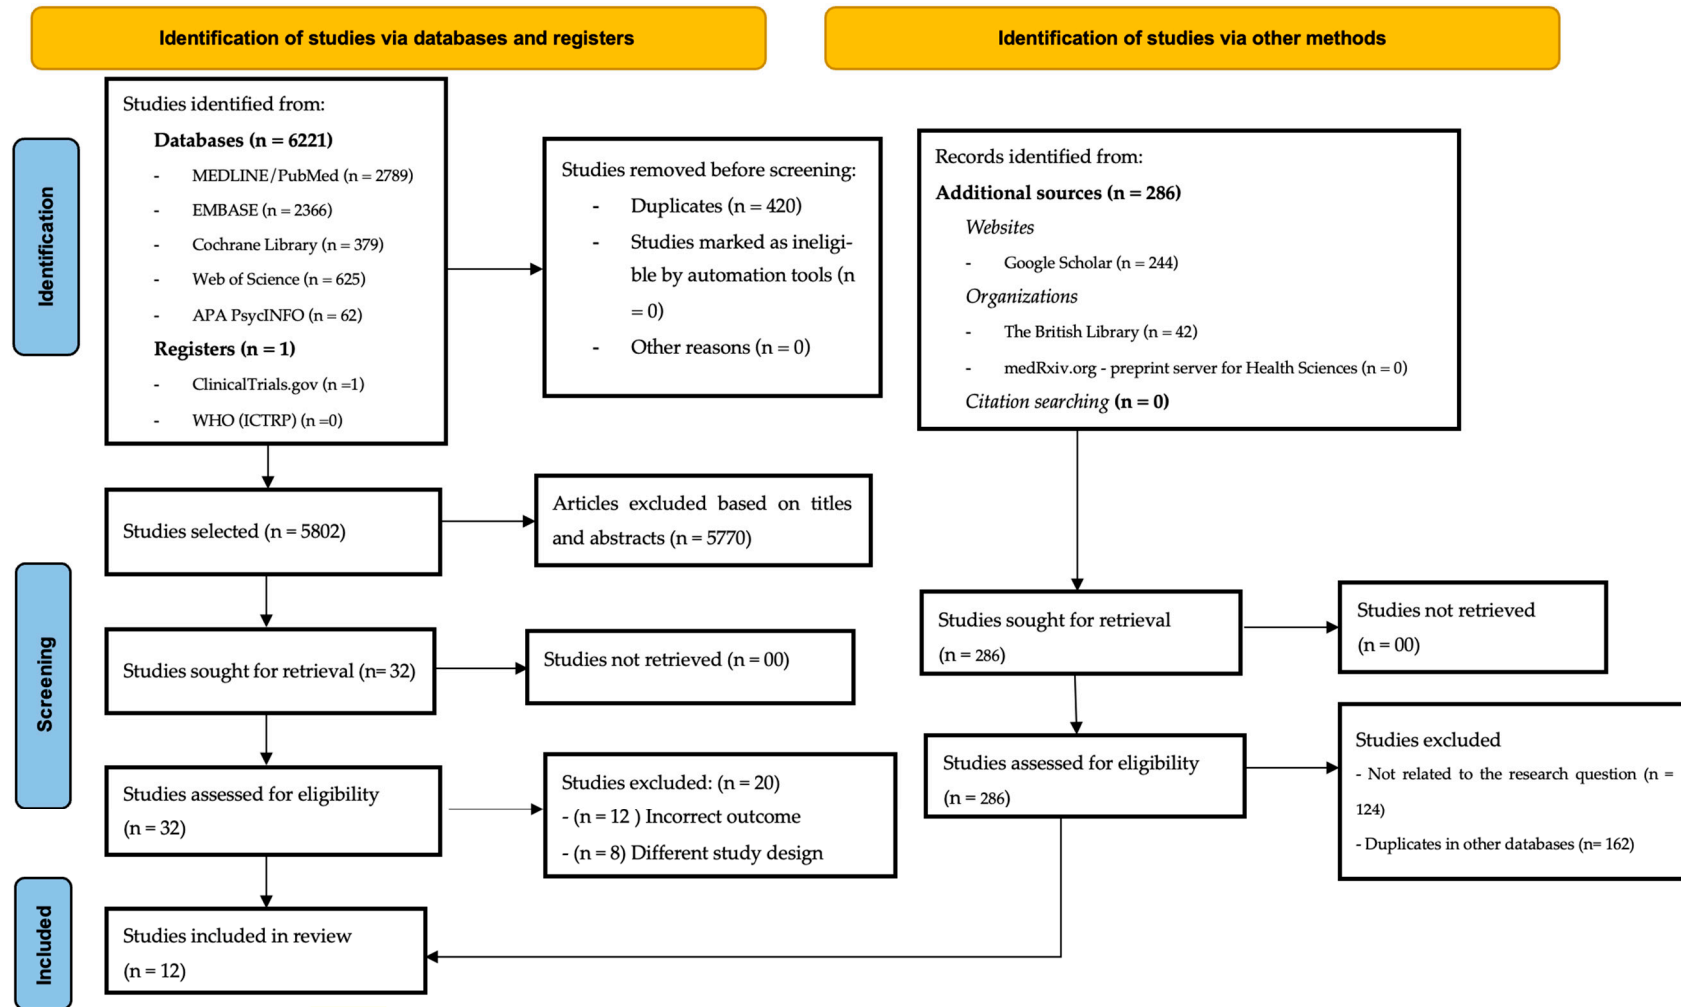 Identification of studies via databases and registers
Identification of studies via other methods
Identification
Studies identified from:
Databases (n = 6221)
- MEDLINE/PubMed (n = 2789)
- EMBASE (n = 2366)
- Cochrane Library (n = 379)
- Web of Science (n = 625)
- APA PsycINFO (n = 62)
Registers (n = 1)
- ClinicalTrials.gov (n =1)
- WHO (ICTRP) (n =0)
Studies removed before screening:
- Duplicates (n = 420)
- Studies marked as ineligi-
ble by automation tools (n
= 0)
- Other reasons (n = 0)
Records identified from:
Additional sources (n = 286)
Websites
- Google Scholar (n = 244)
Organizations
- The British Library (n = 42)
- medRxiv.org - preprint server for Health Sciences (n = 0)
Citation searching (n = 0)
Screening
Studies selected (n = 5802)
Articles excluded based on titles
and abstracts (n = 5770)
Studies sought for retrieval (n= 32)
Studies not retrieved (n = 00)
Studies sought for retrieval
(n = 286)
Studies not retrieved
(n = 00)
Studies assessed for eligibility
(n = 32)
Studies excluded: (n = 20)
- (n = 12 ) Incorrect outcome
- (n = 8) Different study design
Studies assessed for eligibility
(n = 286)
Studies excluded
- Not related to the research question (n =
124)
- Duplicates in other databases (n= 162)
Included
Studies included in review
(n = 12)